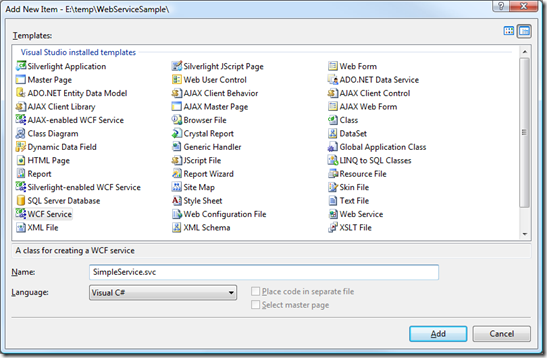 Add New Item - E:\temp\WebServiceSample\
Templates:
Visual Studio installed templates
Silverlight Application
Silverlight JScript Page
Web Form
Master Page
Web User Control
ADO.NET Data Service
ADO.NET Entity Data Model
AJAX Client Behavior
AJAX Client Control
AJAX Client Library
AJAX Master Page
AJAX Web Form
AJAX-enabled WCF Service
Browser File
Class
Class Diagram
Crystal Report
DataSet
Dynamic Data Field
Generic Handler
Global Application Class
HTML Page
JScript File
LINQ to SQL Classes
Report
Report Wizard
Resource File
Silverlight-enabled WCF Service
Site Map
Skin File
SQL Server Database
Style Sheet
Text File
WCF Service
Web Configuration File
Web Service
XML File
XML Schema
XSLT File
A class for creating a WCF service
Name:
SimpleService.svc
Language:
Visual C#
Place code in separate file
Select master page
Add
Cancel